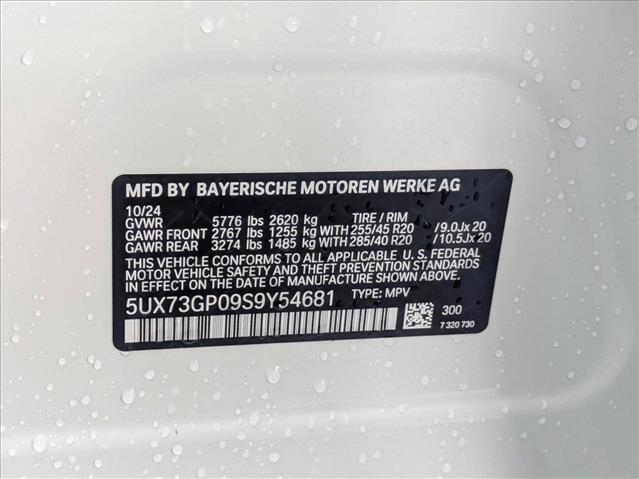 MFD BY BAYERISCHE MOTOREN WERKE AG
10/24
GVWR 5776 lbs 2620 kg TIRE / RIM
GAWR FRONT 2767 lbs 1255 kg WITH 255/45 R20 /9.0Jx 20
GAWR REAR 3274 lbs 1485 kg WITH 285/40 R20 /10.5Jx 20
THIS VEHICLE CONFORMS TO ALL APPLICABLE U. S. FEDERAL
MOTOR VEHICLE SAFETY, BUMPER, AND THEFT PREVENTION
STANDARDS IN EFFECT ON THE DATE OF MANUFACTURE SHOWN
ABOVE.
5UX73GP09S9Y54681 TYPE: MPV
300
7 320 730